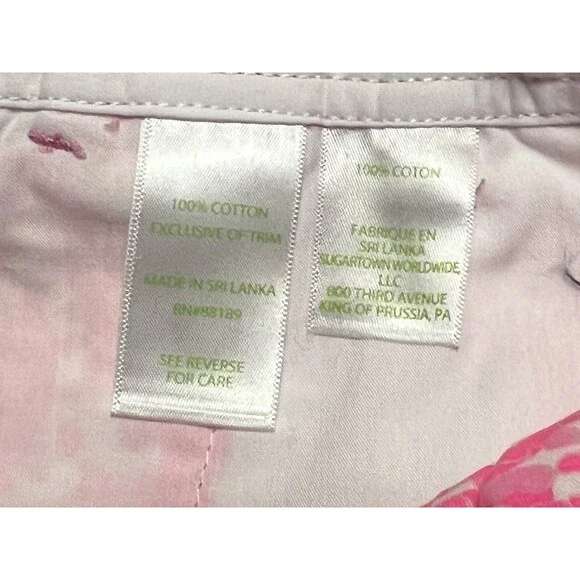 100% COTTON
EXCLUSIVE OF TRIM
MADE IN SRI LANKA
RN#88189
SEE REVERSE
FOR CARE
100% COTON
FABRIQUE EN
SRI LANKA
SUGARTOWN WORLDWIDE,
LLC
800 THIRD AVENUE
KING OF PRUSSIA, PA